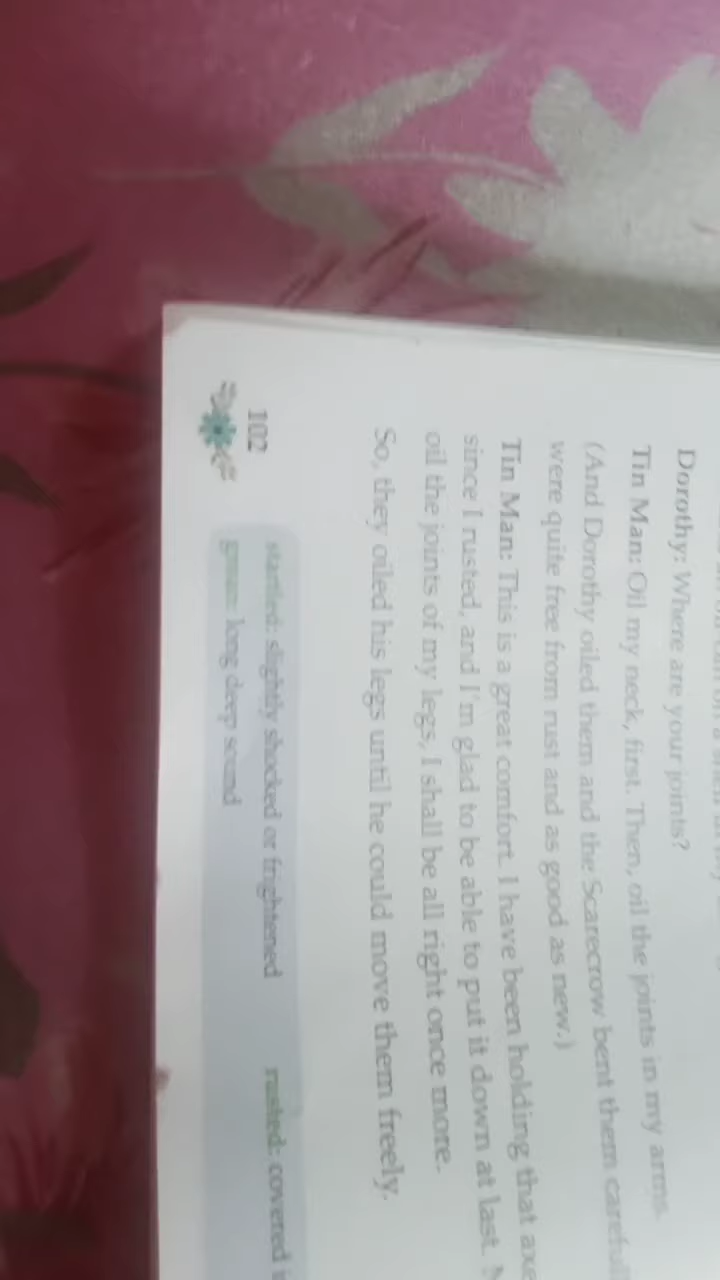 Dorothy: Where are your joints?
Tin Man: Oil my neck, first. Then, oil the joints in my arms.
(And Dorothy oiled them and the Scarecrow bent them
were quite free from rust and as good as new.)
Tin Man: This is a great comfort. I have been holding that axe
since I rusted, and I'm glad to be able to put it down at last.
oil the joints of my legs, I shall be all right once more.
So, they oiled his legs until he could move them freely.
startled: slightly shocked or frightened rusted: covered
groan: long deep sound
102